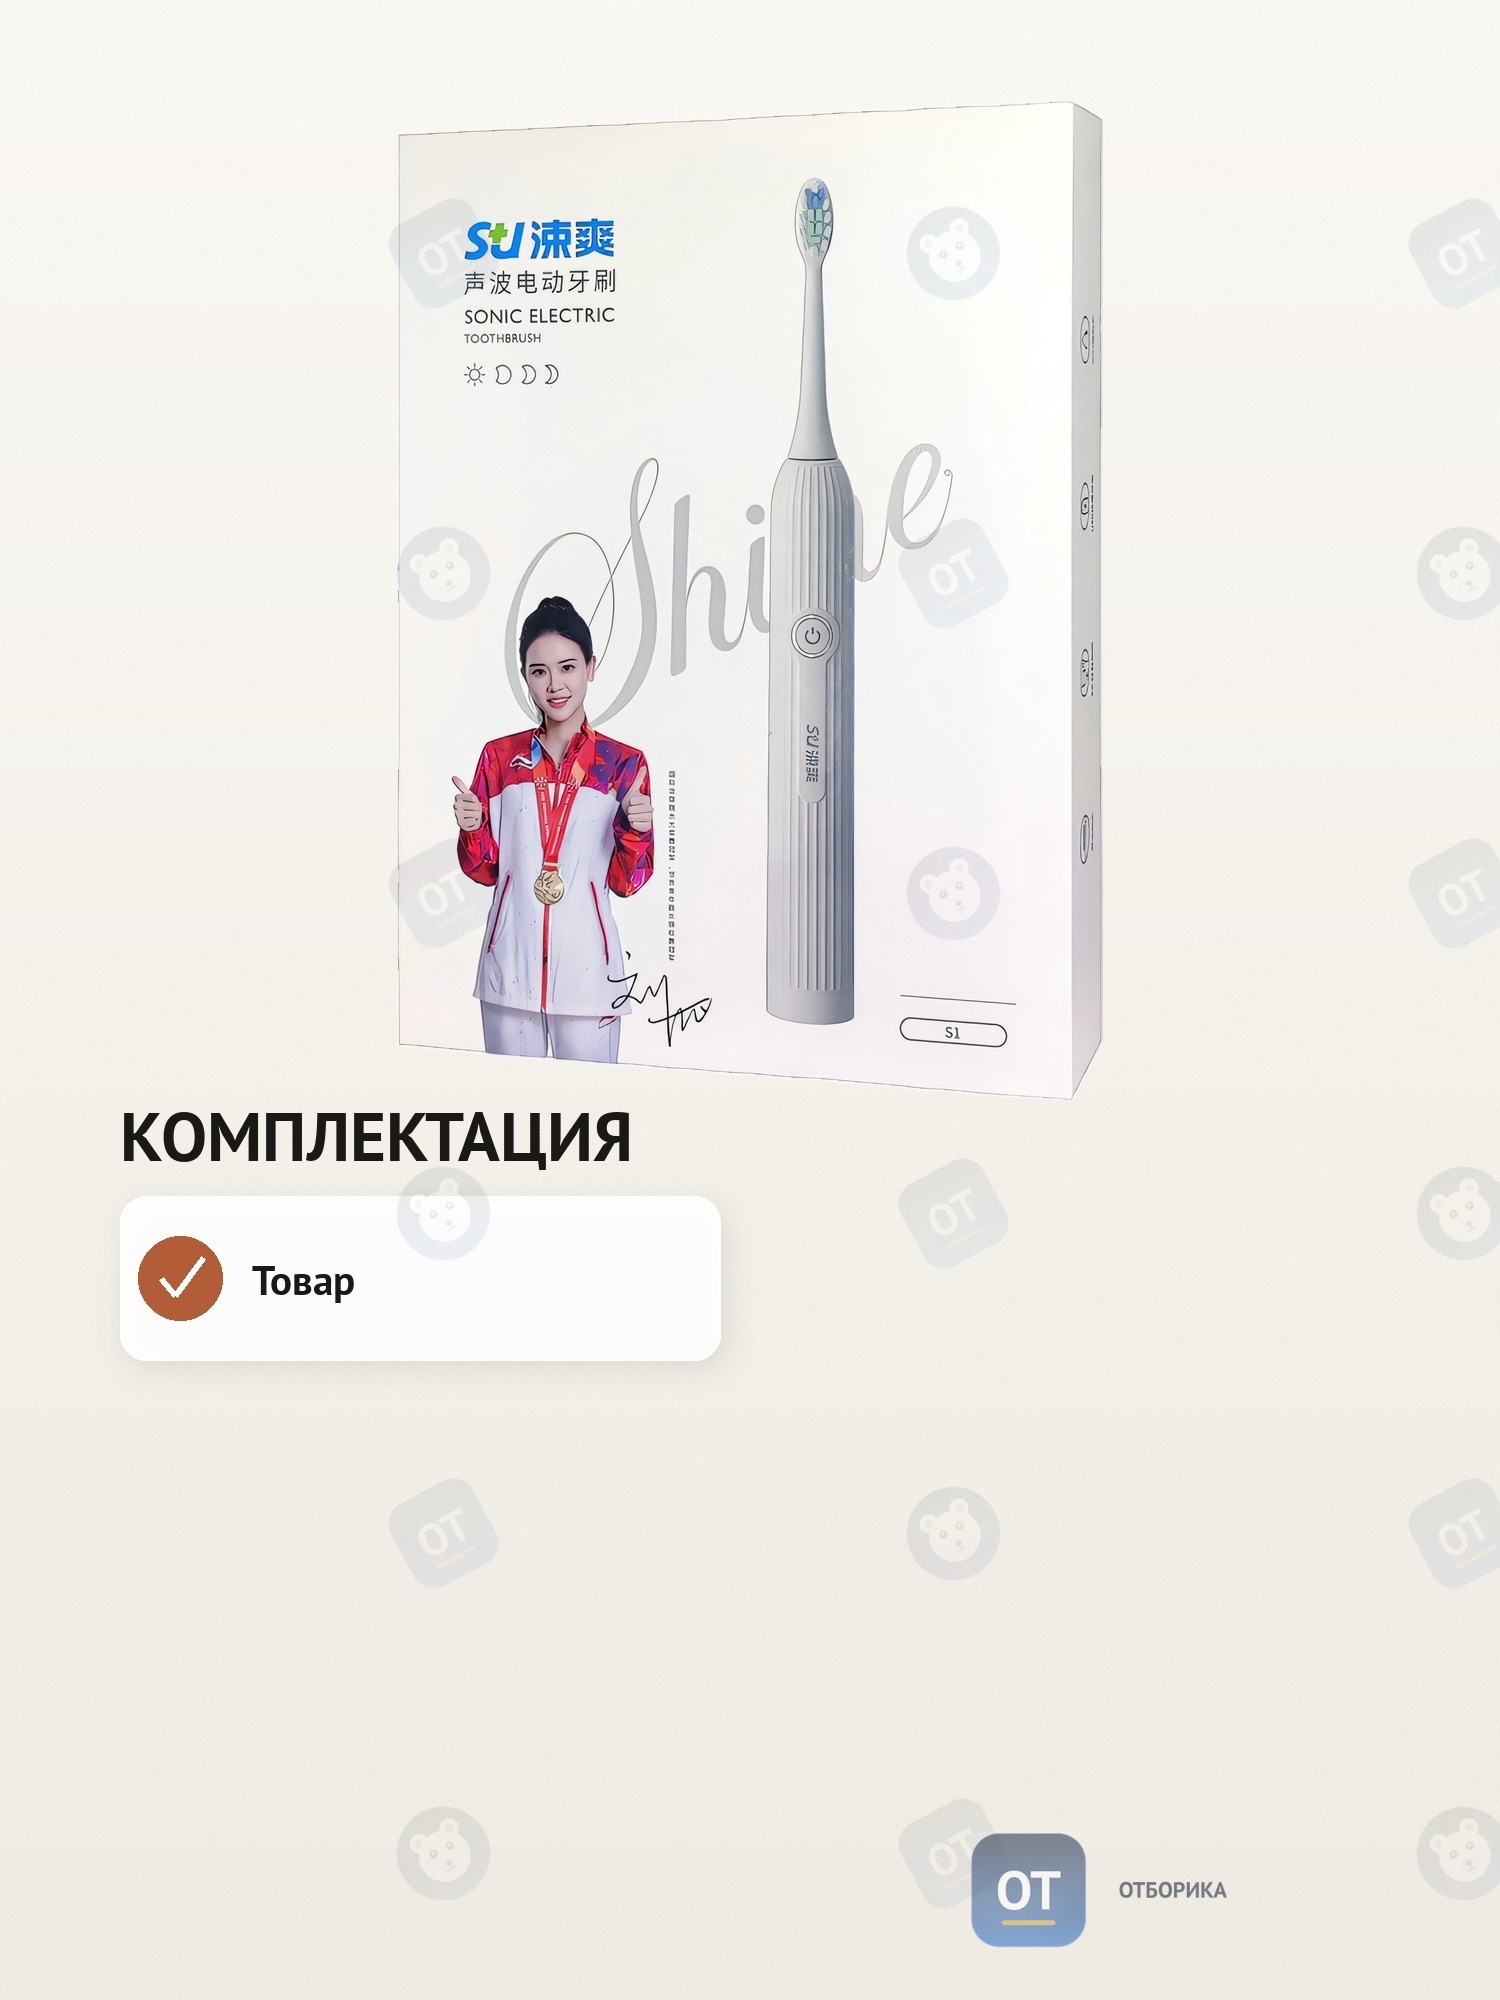 SU 涑爽
声波电动牙刷
SONIC ELECTRIC
TOOTHBRUSH
Shine
SU 涑爽
S1
КОМПЛЕКТАЦИЯ
Товар
ОТ
ОТБОРИКА